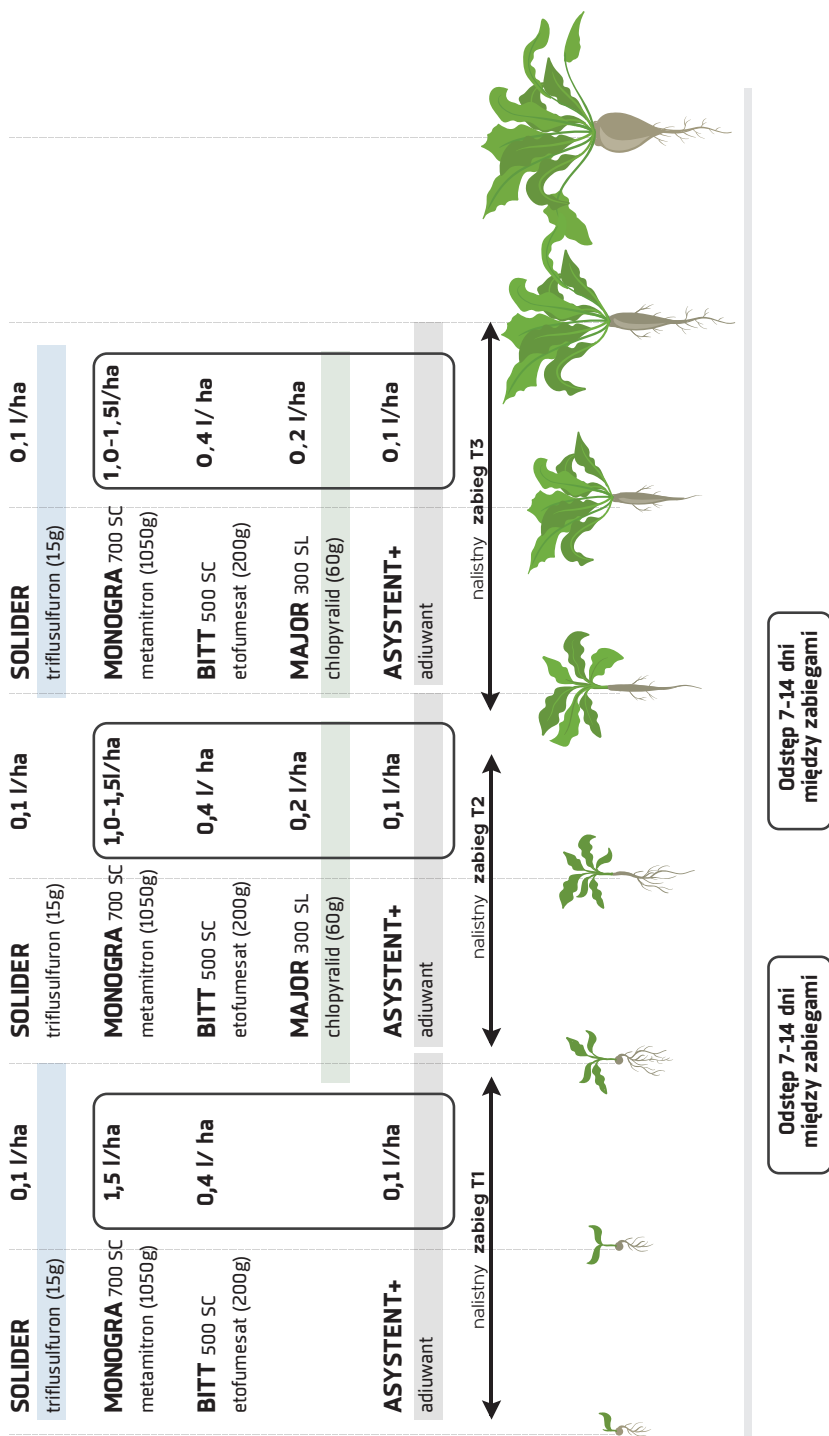 SOLIDER
triflusulfuron (15g)
0,1 l/ha
MONOGRA 700 SC
metamitron (1050g)
1,5 l/ha
BITT 500 SC
etofumesat (200g)
0,4 l/ ha
ASYSTENT+
adiuwant
0,1 l/ha
nalistny zabieg T1
SOLIDER
triflusulfuron (15g)
0,1 l/ha
MONOGRA 700 SC
metamitron (1050g)
1,0-1,5l/ha
BITT 500 SC
etofumesat (200g)
0,4 l/ ha
MAJOR 300 SL
chlopyralid (60g)
0,2 l/ha
ASYSTENT+
adiuwant
0,1 l/ha
nalistny zabieg T2
SOLIDER
triflusulfuron (15g)
0,1 l/ha
MONOGRA 700 SC
metamitron (1050g)
1,0-1,5l/ha
BITT 500 SC
etofumesat (200g)
0,4 l/ ha
MAJOR 300 SL
chlopyralid (60g)
0,2 l/ha
ASYSTENT+
adiuwant
0,1 l/ha
nalistny zabieg T3
Odstęp 7-14 dni
między zabiegami
Odstęp 7-14 dni
między zabiegami